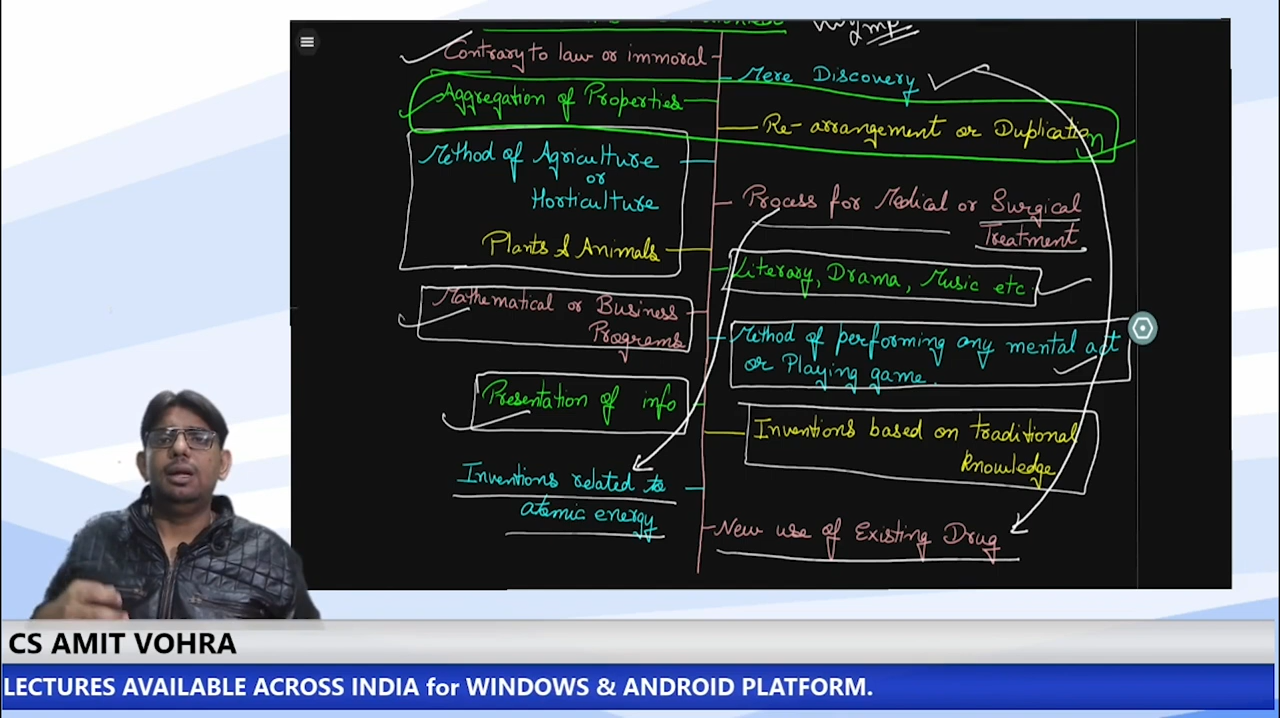 Contrary to law or immoral
Mere Discovery
Aggregation of Properties
Re-arrangement or Duplication
Method of Agriculture
or
Horticulture
Process for Medical or Surgical
Treatment
Plants & Animals
Literary, Drama, Music etc
Mathematical or Business
Programs
Method of performing any mental act
or Playing game.
Presentation of info
Inventions based on traditional
knowledge
Inventions related to
atomic energy
New use of Existing Drug
CS AMIT VOHRA
LECTURES AVAILABLE ACROSS INDIA for WINDOWS & ANDROID PLATFORM.